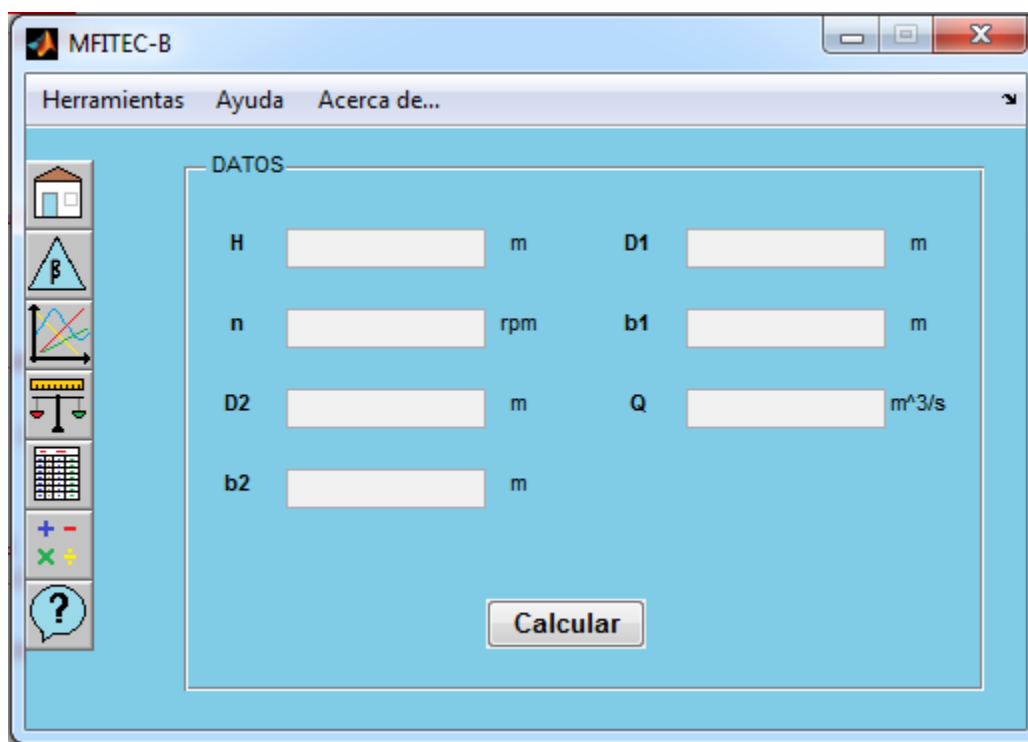 MFITEC-B
Herramientas Ayuda Acerca de...
DATOS
H m D1 m
n rpm b1 m
D2 m Q m^3/s
b2 m
Calcular
β
+ -
× ÷
?